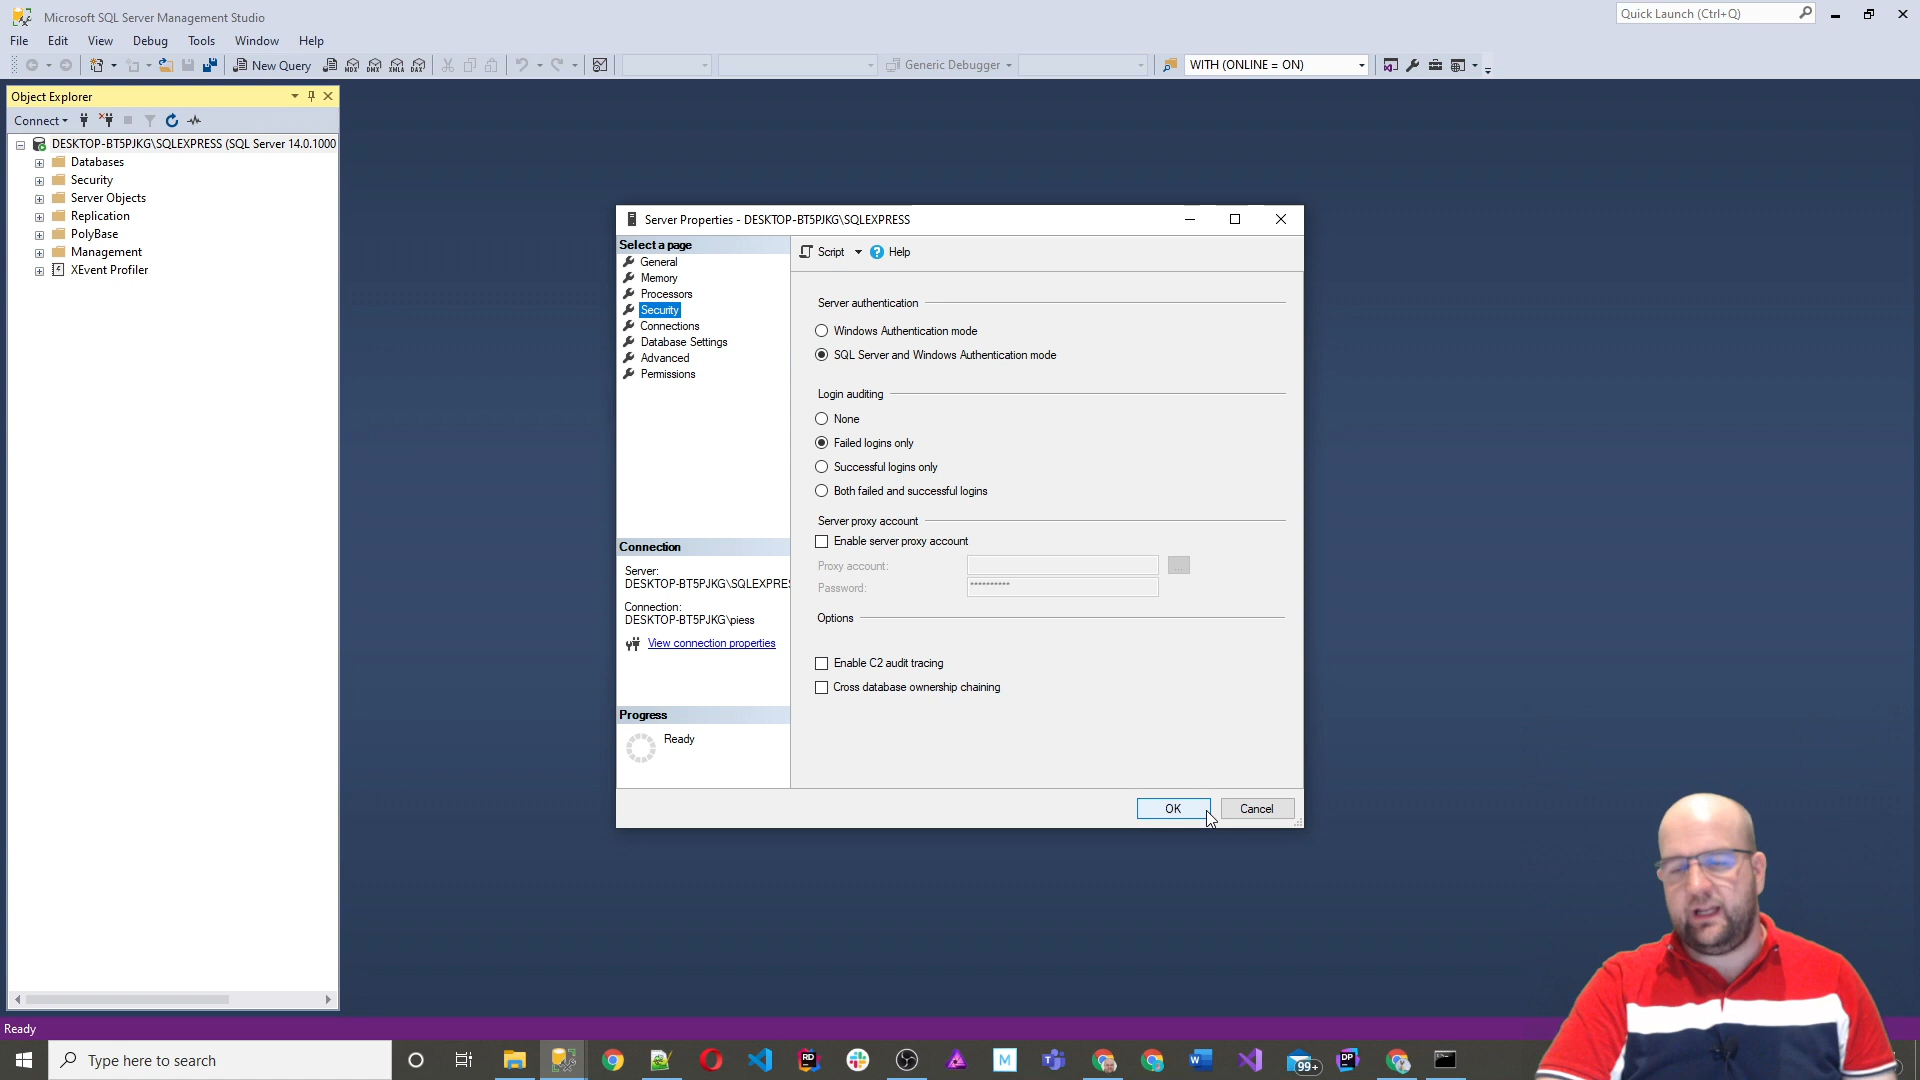 Microsoft SQL Server Management Studio
Quick Launch (Ctrl+Q)
File Edit View Debug Tools Window Help
New Query
MDX DMX XMLA DAX
Generic Debugger
WITH (ONLINE = ON)
Object Explorer
Connect
DESKTOP-BT5PJKG\SQLEXPRESS (SQL Server 14.0.1000
Databases
Security
Server Objects
Replication
PolyBase
Management
XEvent Profiler
Server Properties - DESKTOP-BT5PJKG\SQLEXPRESS
Select a page
General
Memory
Processors
Security
Connections
Database Settings
Advanced
Permissions
Script
Help
Server authentication
Windows Authentication mode
SQL Server and Windows Authentication mode
Login auditing
None
Failed logins only
Successful logins only
Both failed and successful logins
Server proxy account
Enable server proxy account
Proxy account:
...
Password:
**********
Options
Enable C2 audit tracing
Cross database ownership chaining
Connection
Server:
DESKTOP-BT5PJKG\SQLEXPRES
Connection:
DESKTOP-BT5PJKG\piess
View connection properties
Progress
Ready
OK
Cancel
Ready
Type here to search
RD
M
W
99+
DP